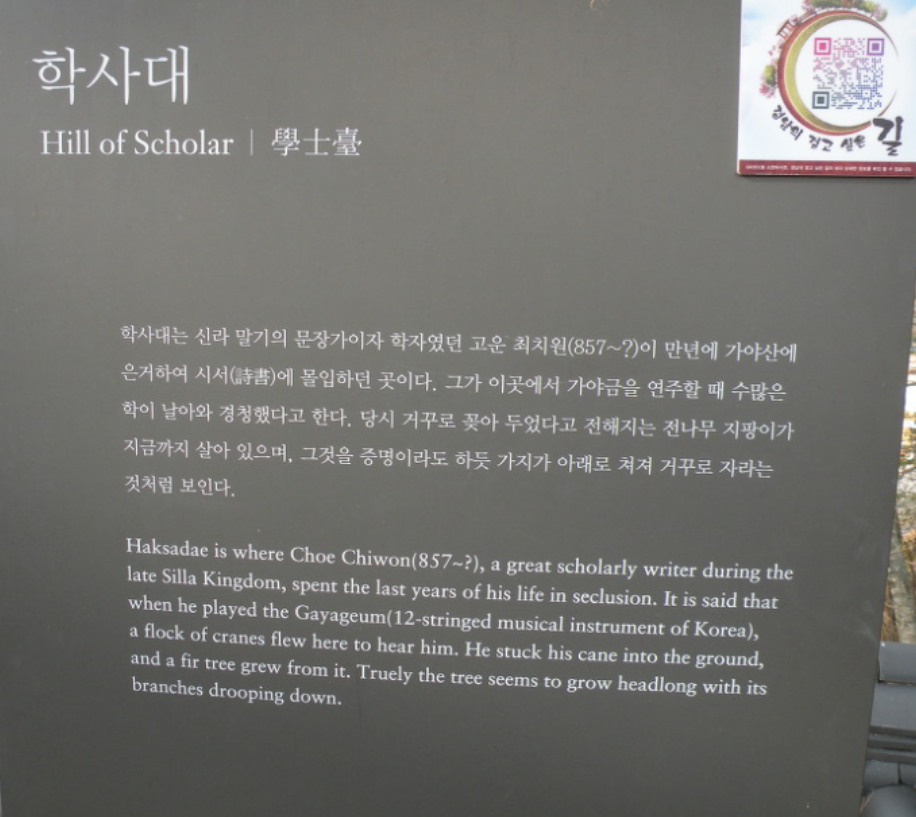 학사대
Hill of Scholar | 學士臺
경남의 걷고 싶은 길
학사대는 신라 말기의 문장가이자 학자였던 고운 최치원(857~?)이 만년에 가야산에
은거하여 시서(詩書)에 몰입하던 곳이다. 그가 이곳에서 가야금을 연주할 때 수많은
학이 날아와 경청했다고 한다. 당시 거꾸로 꽂아 두었다고 전해지는 전나무 지팡이가
지금까지 살아 있으며, 그것을 증명이라도 하듯 가지가 아래로 쳐져 거꾸로 자라는
것처럼 보인다.
Haksadae is where Choe Chiwon(857~?), a great scholarly writer during the
late Silla Kingdom, spent the last years of his life in seclusion. It is said that
when he played the Gayageum(12-stringed musical instrument of Korea),
a flock of cranes flew here to hear him. He stuck his cane into the ground,
and a fir tree grew from it. Truely the tree seems to grow headlong with its
branches drooping down.